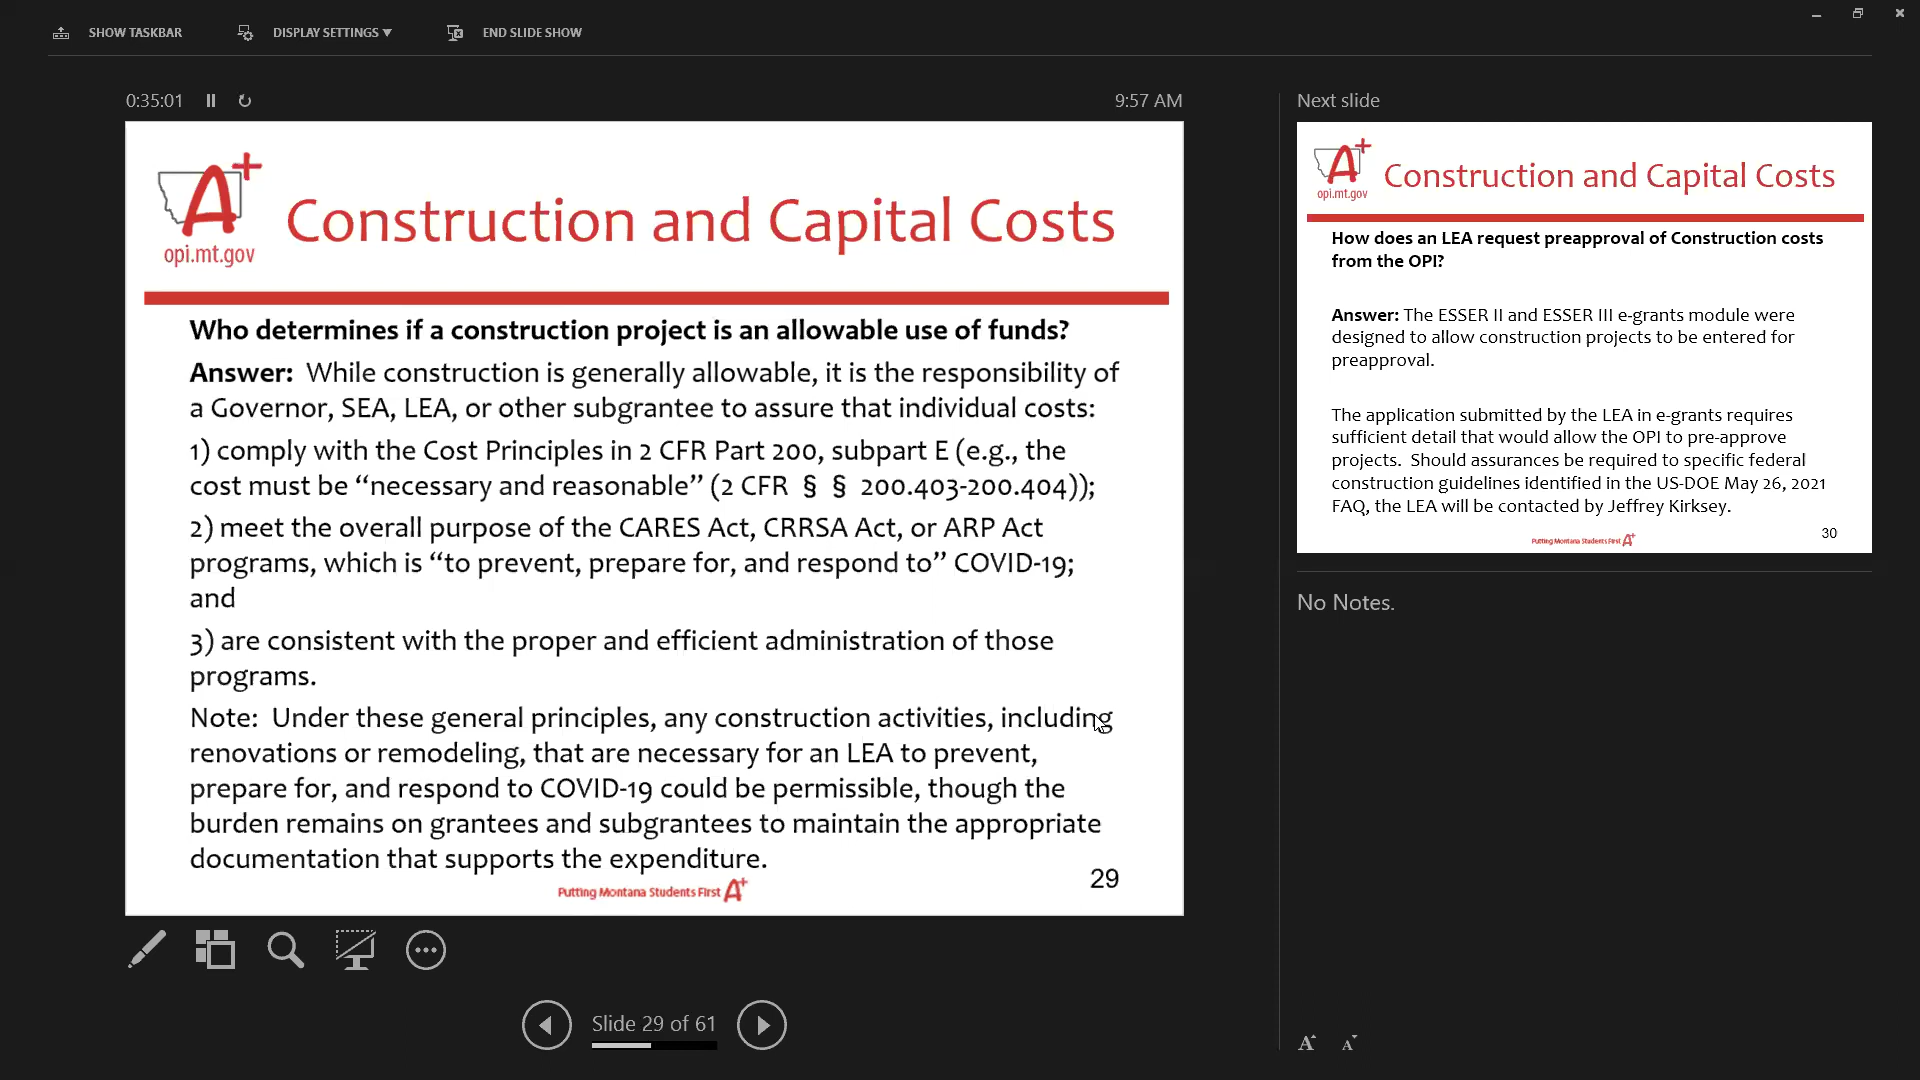 SHOW TASKBAR
DISPLAY SETTINGS ▼
END SLIDE SHOW
0:35:01
9:57 AM
A+
opi.mt.gov
Construction and Capital Costs
Who determines if a construction project is an allowable use of funds?
Answer: While construction is generally allowable, it is the responsibility of
a Governor, SEA, LEA, or other subgrantee to assure that individual costs:
1) comply with the Cost Principles in 2 CFR Part 200, subpart E (e.g., the
cost must be “necessary and reasonable” (2 CFR § § 200.403-200.404));
2) meet the overall purpose of the CARES Act, CRRSA Act, or ARP Act
programs, which is “to prevent, prepare for, and respond to” COVID-19;
and
3) are consistent with the proper and efficient administration of those
programs.
Note: Under these general principles, any construction activities, including
renovations or remodeling, that are necessary for an LEA to prevent,
prepare for, and respond to COVID-19 could be permissible, though the
burden remains on grantees and subgrantees to maintain the appropriate
documentation that supports the expenditure.
Putting Montana Students First A+
29
Slide 29 of 61
Next slide
A+
opi.mt.gov
Construction and Capital Costs
How does an LEA request preapproval of Construction costs
from the OPI?
Answer: The ESSER II and ESSER III e-grants module were
designed to allow construction projects to be entered for
preapproval.
The application submitted by the LEA in e-grants requires
sufficient detail that would allow the OPI to pre-approve
projects. Should assurances be required to specific federal
construction guidelines identified in the US-DOE May 26, 2021
FAQ, the LEA will be contacted by Jeffrey Kirksey.
Putting Montana Students First A+
30
No Notes.
A A